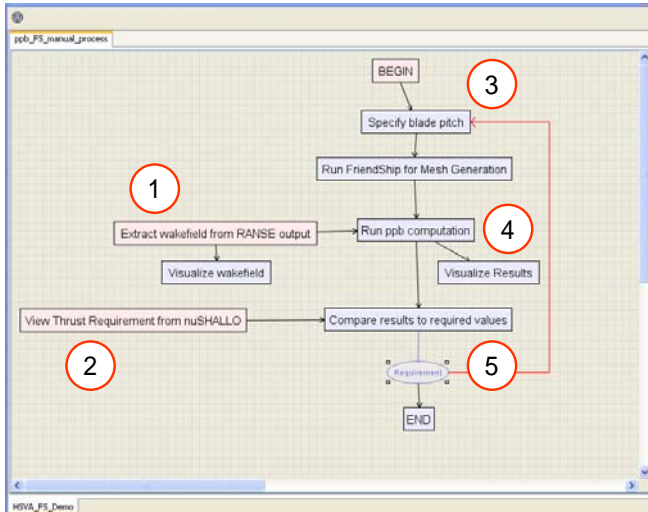 ppb_FS_manual_process
BEGIN
3
Specify blade pitch
Run FriendShip for Mesh Generation
1
Extract wakefield from RANSE output
Run ppb computation
4
Visualize wakefield
Visualize Results
View Thrust Requirement from nuSHALLO
Compare results to required values
2
Requirement
5
END
HSVA_FS_Demo